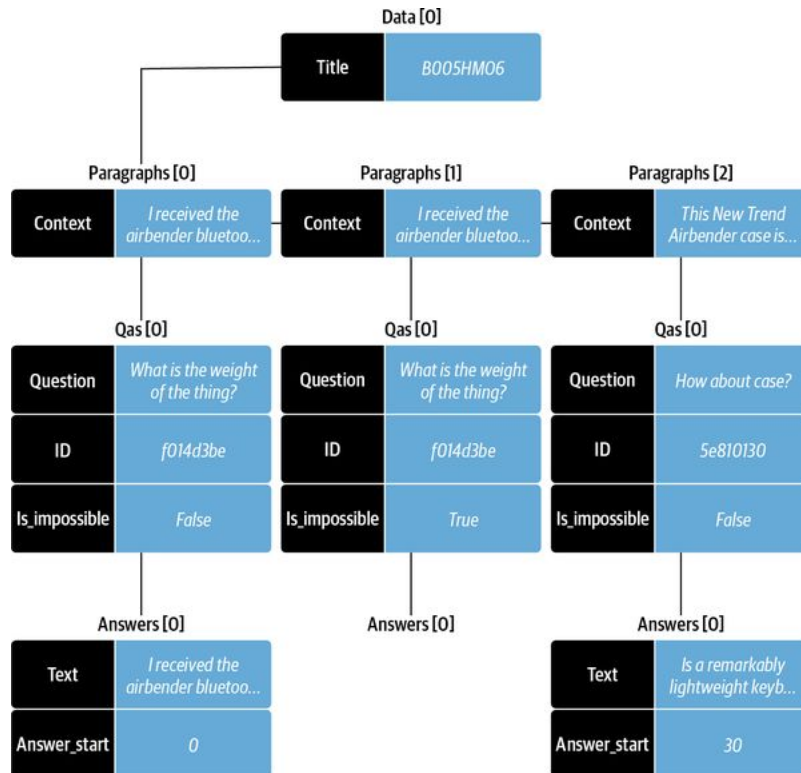 Data [0]
Title
B005HMO6
Paragraphs [0]
Paragraphs [1]
Paragraphs [2]
Context
I received the
airbender bluetoo...
Context
I received the
airbender bluetoo...
Context
This New Trend
Airbender case is...
Qas [0]
Qas [0]
Qas [0]
Question
What is the weight
of the thing?
Question
What is the weight
of the thing?
Question
How about case?
ID
f014d3be
ID
f014d3be
ID
5e810130
Is_impossible
False
Is_impossible
True
Is_impossible
False
Answers [0]
Answers [0]
Answers [0]
Text
I received the
airbender bluetoo...
Text
Is a remarkably
lightweight keyb...
Answer_start
0
Answer_start
30